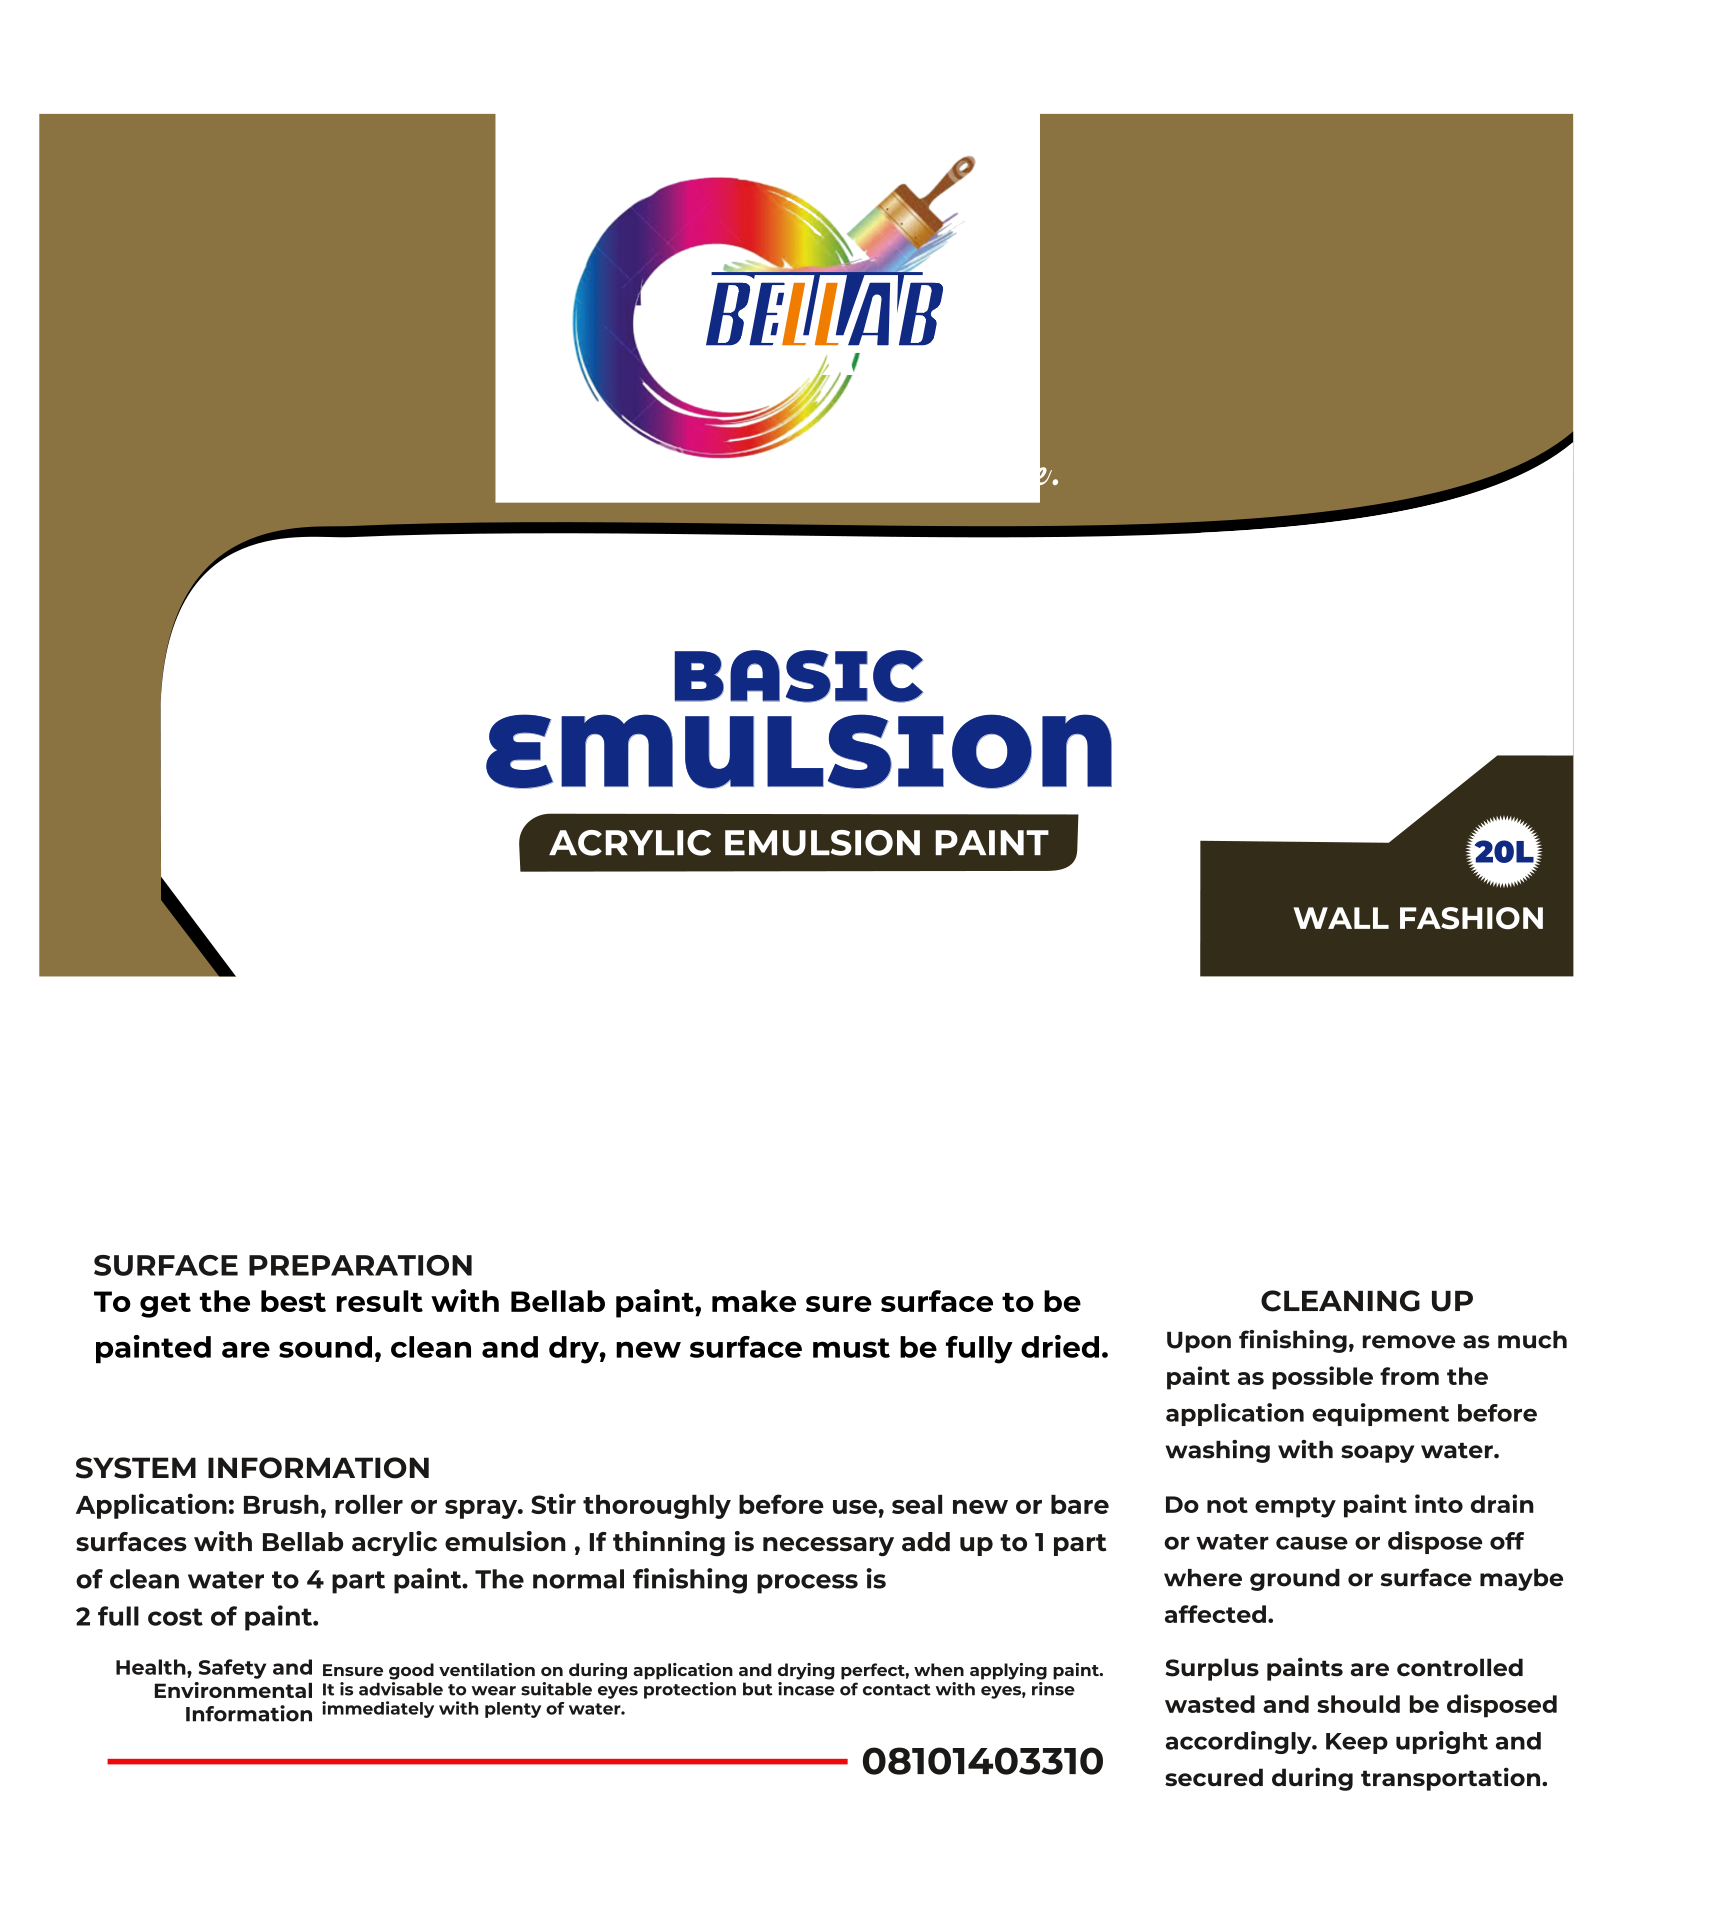 BELLAB
e.
BASIC
EMULSION
ACRYLIC EMULSION PAINT
20L
WALL FASHION
SURFACE PREPARATION
To get the best result with Bellab paint, make sure surface to be
painted are sound, clean and dry, new surface must be fully dried.
SYSTEM INFORMATION
Application: Brush, roller or spray. Stir thoroughly before use, seal new or bare
surfaces with Bellab acrylic emulsion , If thinning is necessary add up to 1 part
of clean water to 4 part paint. The normal finishing process is
2 full cost of paint.
Health, Safety and
Environmental
Information
Ensure good ventilation on during application and drying perfect, when applying paint.
It is advisable to wear suitable eyes protection but incase of contact with eyes, rinse
immediately with plenty of water.
08101403310
CLEANING UP
Upon finishing, remove as much
paint as possible from the
application equipment before
washing with soapy water.
Do not empty paint into drain
or water cause or dispose off
where ground or surface maybe
affected.
Surplus paints are controlled
wasted and should be disposed
accordingly. Keep upright and
secured during transportation.